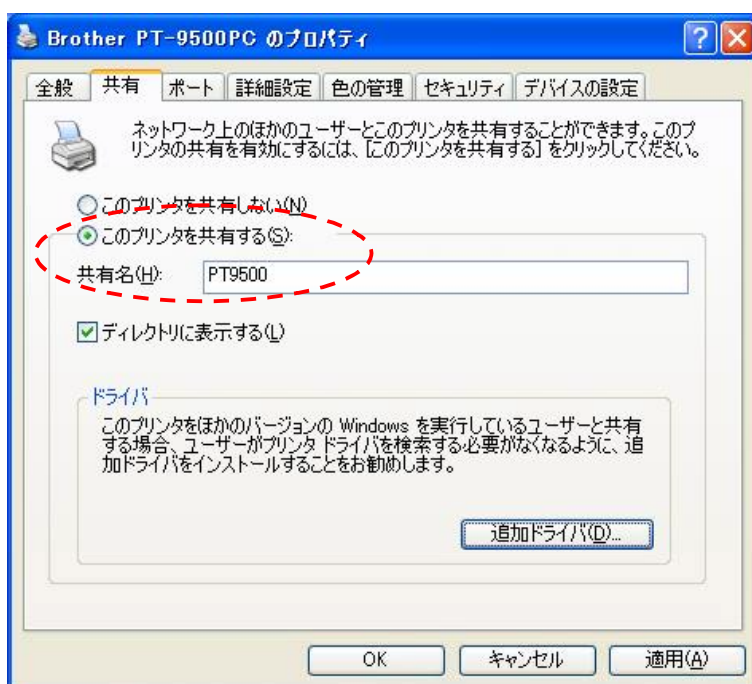 Brother PT-9500PC のプロパティ
全般 共有 ポート 詳細設定 色の管理 セキュリティ デバイスの設定
ネットワーク上のほかのユーザーとこのプリンタを共有することができます。このプ
リンタの共有を有効にするには、[このプリンタを共有する] をクリックしてください。
このプリンタを共有しない(N)
このプリンタを共有する(S):
共有名(H): PT9500
ディレクトリに表示する(L)
ドライバ
このプリンタをほかのバージョンの Windows を実行しているユーザーと共有
する場合、ユーザーがプリンタ ドライバを検索する必要がなくなるように、追
加ドライバをインストールすることをお勧めします。
追加ドライバ(D)...
OK キャンセル 適用(A)